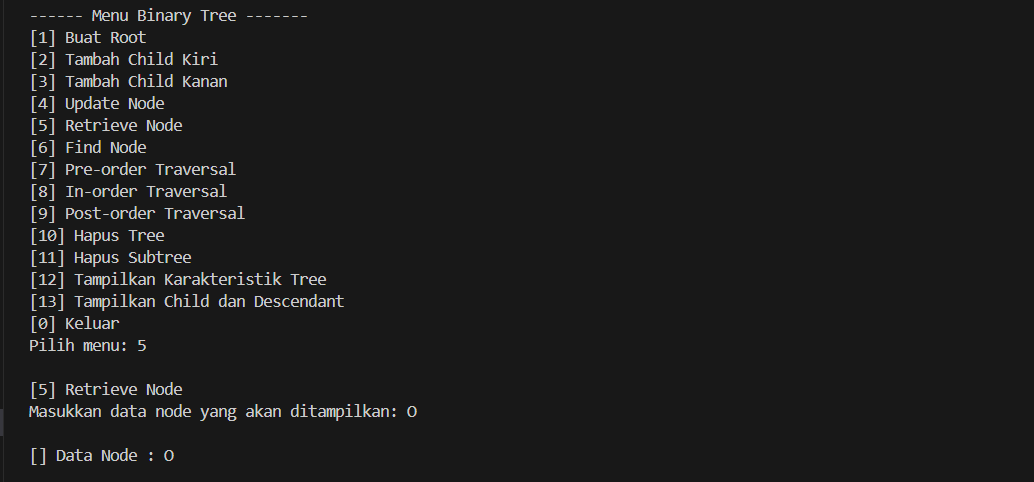 ------ Menu Binary Tree -------
[1] Buat Root
[2] Tambah Child Kiri
[3] Tambah Child Kanan
[4] Update Node
[5] Retrieve Node
[6] Find Node
[7] Pre-order Traversal
[8] In-order Traversal
[9] Post-order Traversal
[10] Hapus Tree
[11] Hapus Subtree
[12] Tampilkan Karakteristik Tree
[13] Tampilkan Child dan Descendant
[0] Keluar
Pilih menu: 5
[5] Retrieve Node
Masukkan data node yang akan ditampilkan: O
[] Data Node : O